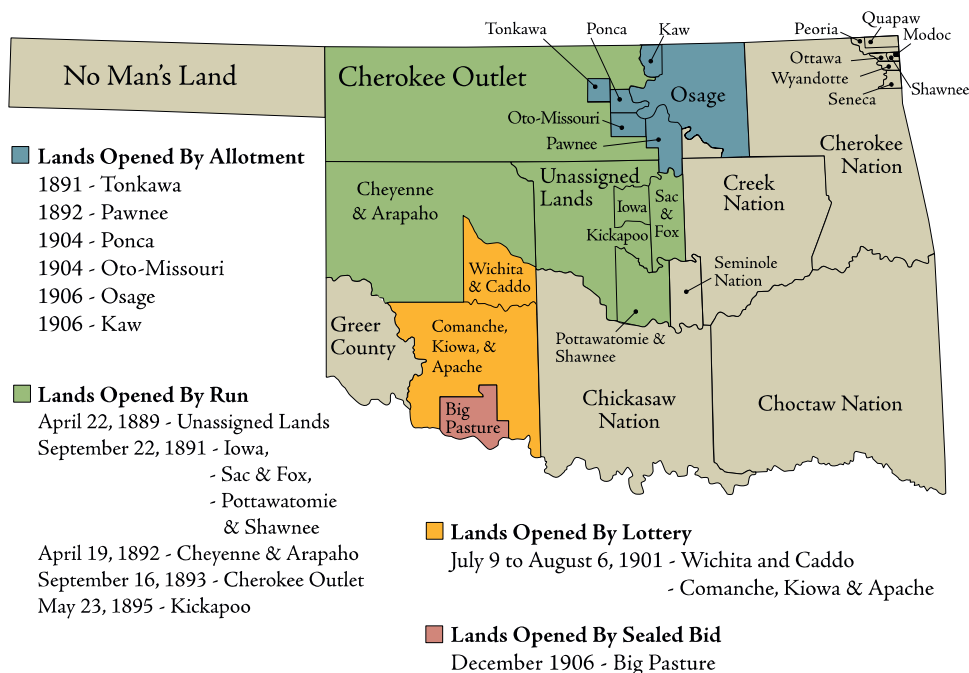 Tonkawa
Ponca
Kaw
Peoria
Quapaw
Modoc
Ottawa
Wyandotte
Seneca
Shawnee
No Man's Land
Cherokee Outlet
Osage
Oto-Missouri
Pawnee
Cherokee
Nation
Lands Opened By Allotment
1891 - Tonkawa
1892 - Pawnee
1904 - Ponca
1904 - Oto-Missouri
1906 - Osage
1906 - Kaw
Cheyenne
& Arapaho
Unassigned
Lands
Iowa
Sac
&
Fox
Kickapoo
Creek
Nation
Wichita
& Caddo
Seminole
Nation
Greer
County
Comanche,
Kiowa, &
Apache
Pottawatomie &
Shawnee
Big
Pasture
Chickasaw
Nation
Choctaw Nation
Lands Opened By Run
April 22, 1889 - Unassigned Lands
September 22, 1891 - Iowa,
- Sac & Fox,
- Pottawatomie
& Shawnee
April 19, 1892 - Cheyenne & Arapaho
September 16, 1893 - Cherokee Outlet
May 23, 1895 - Kickapoo
Lands Opened By Lottery
July 9 to August 6, 1901 - Wichita and Caddo
- Comanche, Kiowa & Apache
Lands Opened By Sealed Bid
December 1906 - Big Pasture